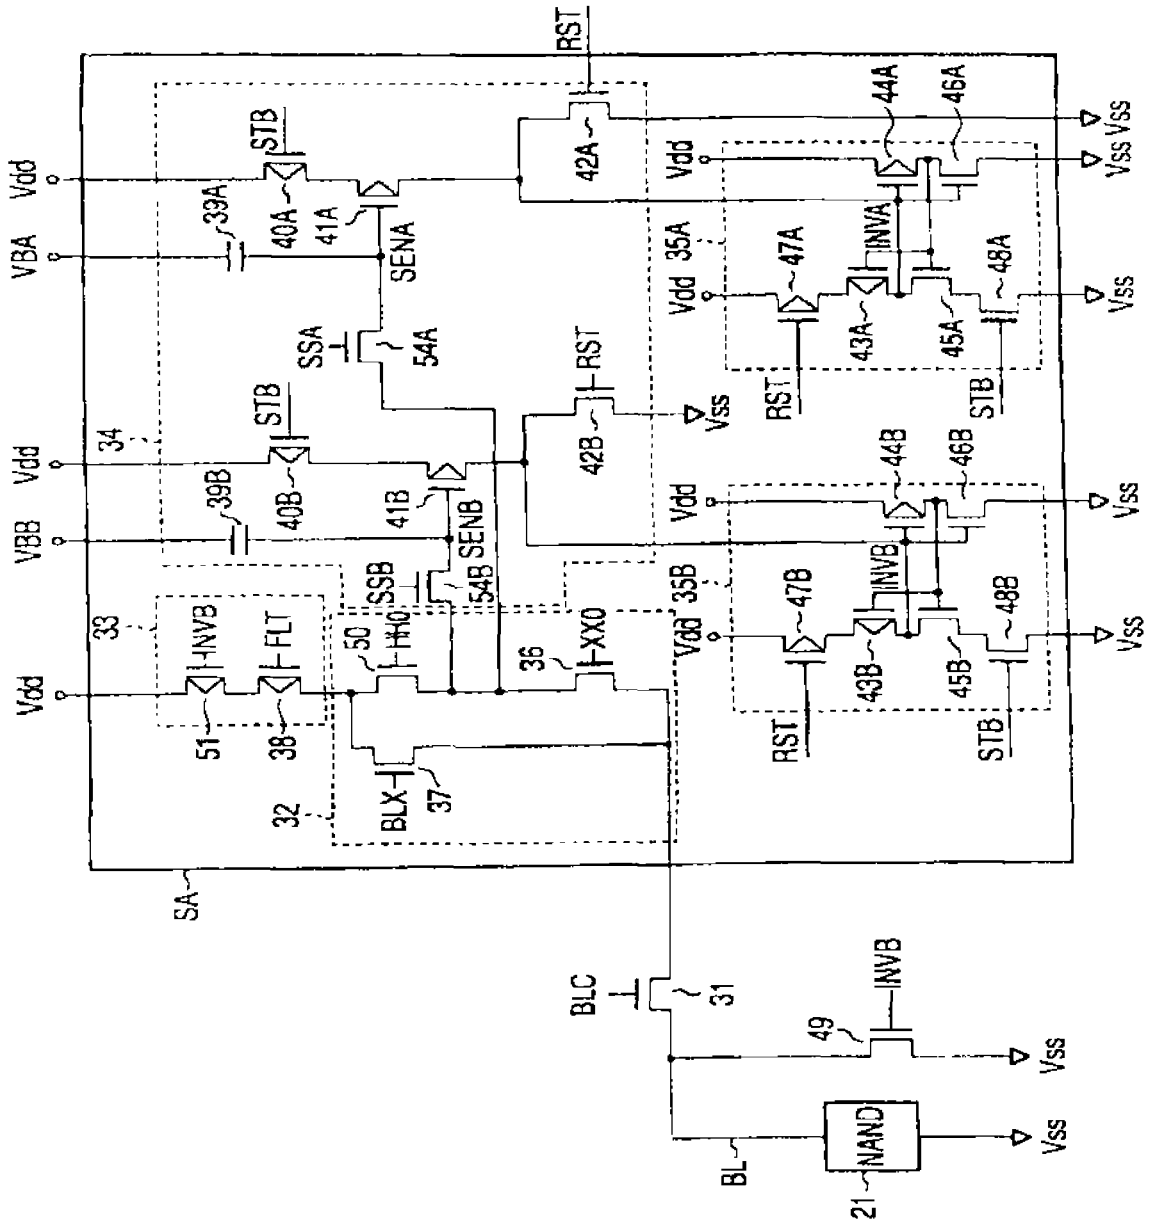 RST
Vdd
VBA
39A
STB
40A
41A
SENA
SSA
54A
42A
RST
34
Vdd
VBB
39B
STB
40B
41B
SENB
SSB
54B
42B
RST
Vss
33
Vdd
INVB
FLT
51
38
50
HH0
36
XX0
32
BLX
37
SA
35A
Vdd
47A
RST
INVA
43A
45A
48A
STB
Vss
Vdd
44A
46A
Vss
Vss
35B
Vdd
47B
RST
INVB
43B
45B
48B
STB
Vss
Vdd
44B
46B
Vss
BLC
31
49
INVB
Vss
BL
NAND
21
Vss